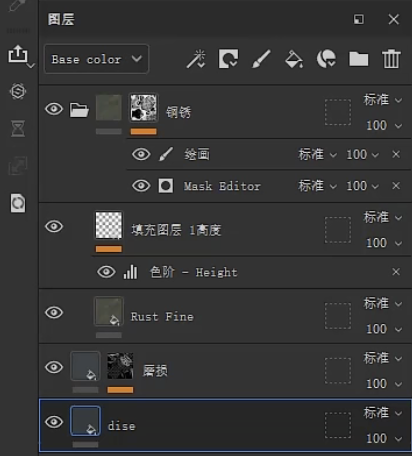 图层
Base color
标准
铜锈
100
绘画 标准 100
Mask Editor 标准 100
标准
填充图层 1高度
100
色阶 - Height
标准
Rust Fine
100
标准
磨损
100
标准
dise
100